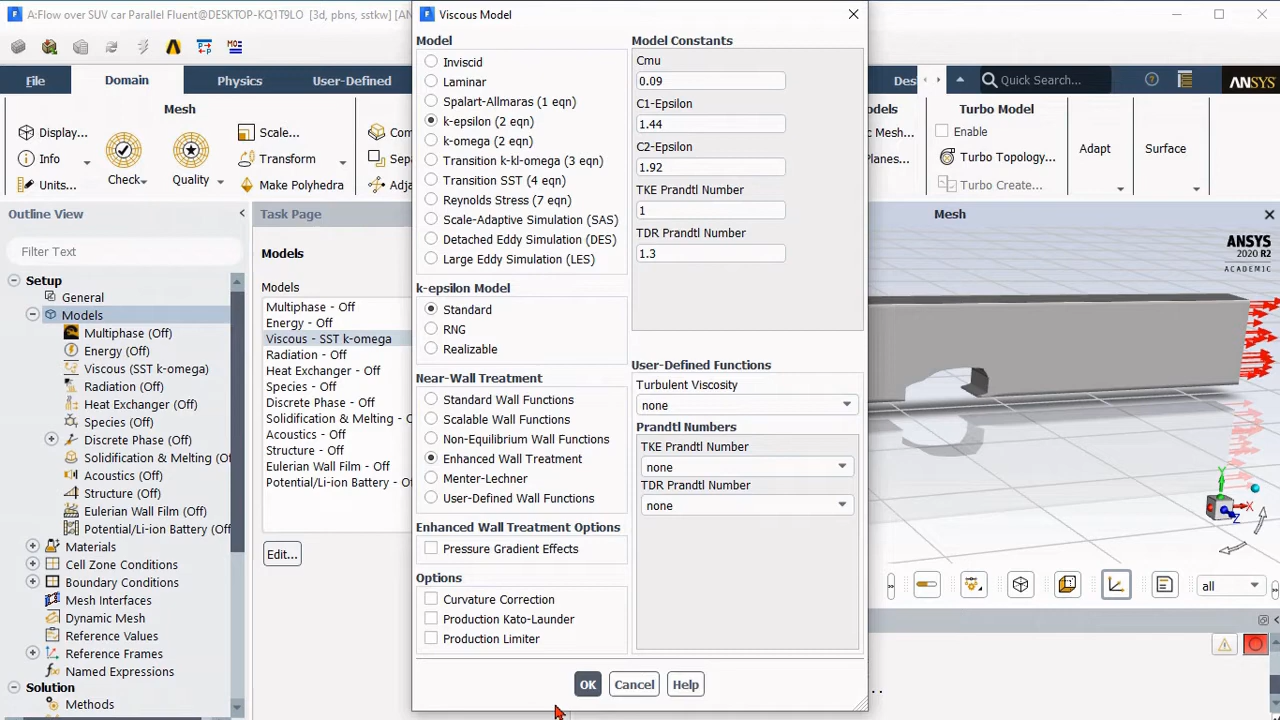 A:Flow over SUV car Parallel Fluent@DESKTOP-KQ1T9LO [3d, pbns, sstkw] [AN
Viscous Model
File
Domain
Physics
User-Defined
Des
Quick Search...
ANSYS
Mesh
Display...
Info
Units...
Check
Quality
Scale...
Transform
Make Polyhedra
Com
Sepa
Adja
odels
e Mesh...
Planes...
Turbo Model
Enable
Turbo Topology...
Turbo Create...
Adapt
Surface
Outline View
Filter Text
Setup
General
Models
Multiphase (Off)
Energy (Off)
Viscous (SST k-omega)
Radiation (Off)
Heat Exchanger (Off)
Species (Off)
Discrete Phase (Off)
Solidification & Melting (O
Acoustics (Off)
Structure (Off)
Eulerian Wall Film (Off)
Potential/Li-ion Battery (Of
Materials
Cell Zone Conditions
Boundary Conditions
Mesh Interfaces
Dynamic Mesh
Reference Values
Reference Frames
Named Expressions
Solution
Methods
Task Page
Models
Models
Multiphase - Off
Energy - Off
Viscous - SST k-omega
Radiation - Off
Heat Exchanger - Off
Species - Off
Discrete Phase - Off
Solidification & Melting - O
Acoustics - Off
Structure - Off
Eulerian Wall Film - Off
Potential/Li-ion Battery - O
Edit...
Model
Inviscid
Laminar
Spalart-Allmaras (1 eqn)
k-epsilon (2 eqn)
k-omega (2 eqn)
Transition k-kl-omega (3 eqn)
Transition SST (4 eqn)
Reynolds Stress (7 eqn)
Scale-Adaptive Simulation (SAS)
Detached Eddy Simulation (DES)
Large Eddy Simulation (LES)
k-epsilon Model
Standard
RNG
Realizable
Near-Wall Treatment
Standard Wall Functions
Scalable Wall Functions
Non-Equilibrium Wall Functions
Enhanced Wall Treatment
Menter-Lechner
User-Defined Wall Functions
Enhanced Wall Treatment Options
Pressure Gradient Effects
Options
Curvature Correction
Production Kato-Launder
Production Limiter
Model Constants
Cmu
0.09
C1-Epsilon
1.44
C2-Epsilon
1.92
TKE Prandtl Number
1
TDR Prandtl Number
1.3
User-Defined Functions
Turbulent Viscosity
none
Prandtl Numbers
TKE Prandtl Number
none
TDR Prandtl Number
none
OK
Cancel
Help
Mesh
ANSYS
2020 R2
ACADEMIC
Y
X
Z
all
..